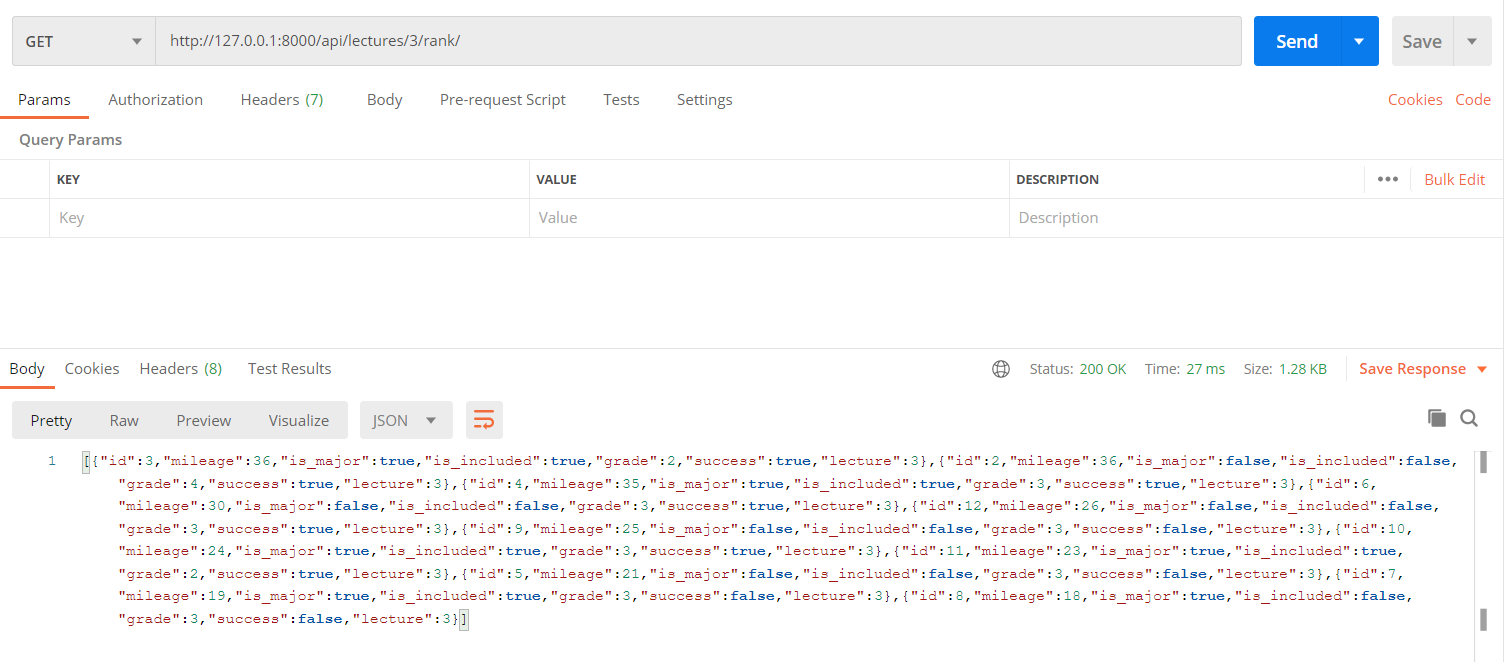 GET http://127.0.0.1:8000/api/lectures/3/rank/ Send Save
Params Authorization Headers (7) Body Pre-request Script Tests Settings Cookies Code
Query Params
KEY VALUE DESCRIPTION ••• Bulk Edit
Key Value Description
Body Cookies Headers (8) Test Results Status: 200 OK Time: 27 ms Size: 1.28 KB Save Response
Pretty Raw Preview Visualize JSON
1 [{"id":3,"mileage":36,"is_major":true,"is_included":true,"grade":2,"success":true,"lecture":3},{"id":2,"mileage":36,"is_major":false,"is_included":false,
"grade":4,"success":true,"lecture":3},{"id":4,"mileage":35,"is_major":true,"is_included":true,"grade":3,"success":true,"lecture":3},{"id":6,
"mileage":30,"is_major":false,"is_included":false,"grade":3,"success":true,"lecture":3},{"id":12,"mileage":26,"is_major":false,"is_included":false,
"grade":3,"success":true,"lecture":3},{"id":9,"mileage":25,"is_major":false,"is_included":false,"grade":3,"success":false,"lecture":3},{"id":10,
"mileage":24,"is_major":true,"is_included":true,"grade":3,"success":true,"lecture":3},{"id":11,"mileage":23,"is_major":true,"is_included":true,
"grade":2,"success":true,"lecture":3},{"id":5,"mileage":21,"is_major":false,"is_included":false,"grade":3,"success":false,"lecture":3},{"id":7,
"mileage":19,"is_major":true,"is_included":true,"grade":3,"success":false,"lecture":3},{"id":8,"mileage":18,"is_major":true,"is_included":false,
"grade":3,"success":false,"lecture":3}]